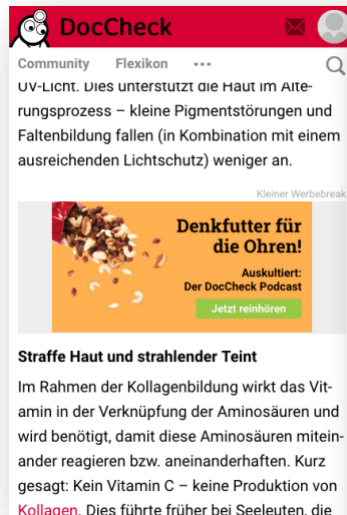 DocCheck
Community Flexikon ...
UV-Licht. Dies unterstützt die Haut im Alte-
rungsprozess – kleine Pigmentstörungen und
Faltenbildung fallen (in Kombination mit einem
ausreichenden Lichtschutz) weniger an.
Kleiner Werbebreak
Denkfutter für
die Ohren!
Auskultiert:
Der DocCheck Podcast
Jetzt reinhören
Straffe Haut und strahlender Teint
Im Rahmen der Kollagenbildung wirkt das Vit-
amin in der Verknüpfung der Aminosäuren und
wird benötigt, damit diese Aminosäuren mitein-
ander reagieren bzw. aneinanderhaften. Kurz
gesagt: Kein Vitamin C – keine Produktion von
Kollagen. Dies führte früher bei Seeleuten, die